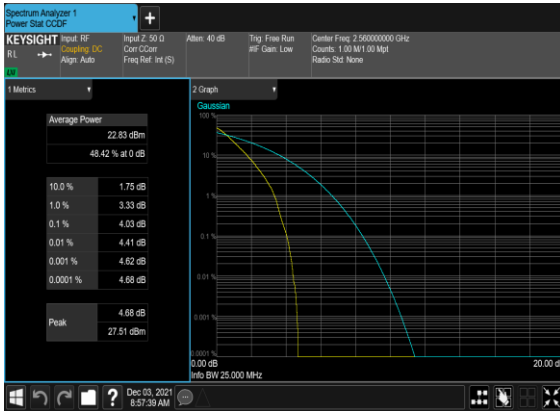 Spectrum Analyzer 1
Power Stat CCDF
KEYSIGHT
RL
Input: RF
Coupling: DC
Align: Auto
Input Z: 50 Ω
Corr CCorr
Freq Ref: Int (S)
Atten: 40 dB
Trig: Free Run
#IF Gain: Low
Center Freq: 2.560000000 GHz
Counts: 1.00 M/1.00 Mpt
Radio Std: None
1 Metrics
Average Power
22.83 dBm
48.42 % at 0 dB
10.0 % 1.75 dB
1.0 % 3.33 dB
0.1 % 4.03 dB
0.01 % 4.41 dB
0.001 % 4.62 dB
0.0001 % 4.68 dB
Peak
4.68 dB
27.51 dBm
2 Graph
Gaussian
100 %
10 %
1 %
0.1 %
0.01 %
0.001 %
0.0001 %
0.00 dB
20.00 d
Info BW 25.000 MHz
Dec 03, 2021
8:57:39 AM